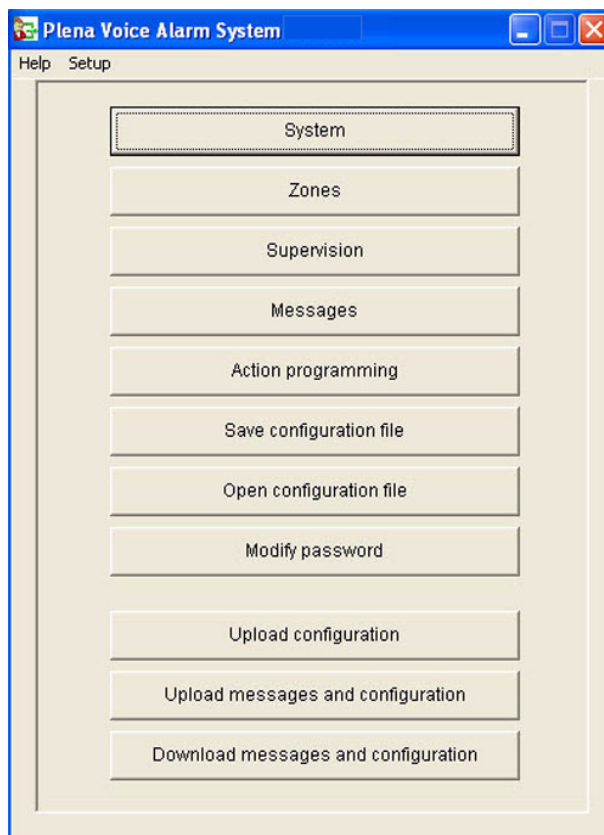 Plena Voice Alarm System
Help Setup
System
Zones
Supervision
Messages
Action programming
Save configuration file
Open configuration file
Modify password
Upload configuration
Upload messages and configuration
Download messages and configuration